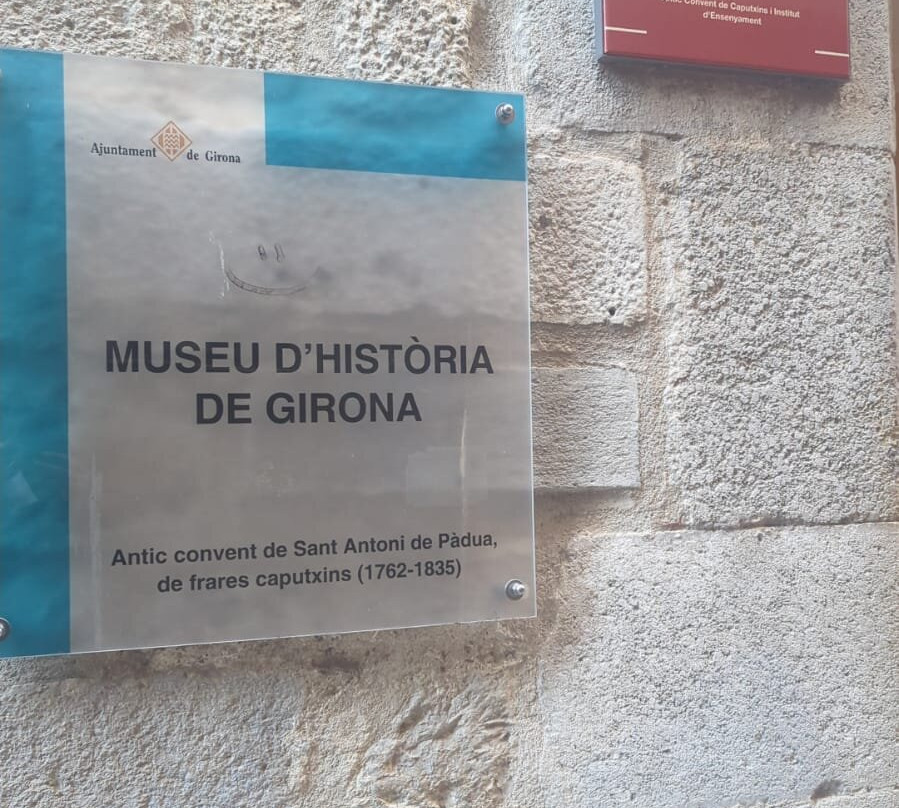 Convent de Caputxins i Institut
d'Ensenyament
Ajuntament de Girona
MUSEU D'HISTÒRIA
DE GIRONA
Antic convent de Sant Antoni de Pàdua,
de frares caputxins (1762-1835)